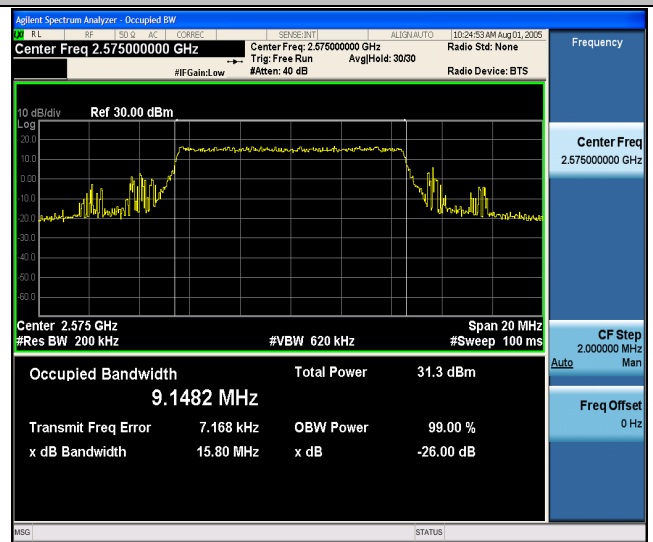 Agilent Spectrum Analyzer - Occupied BW
LXI RL RF 50 Ω AC CORREC SENSE:INT ALIGNAUTO 10:24:53 AM Aug 01, 2005
Center Freq 2.575000000 GHz
Center Freq: 2.575000000 GHz
Radio Std: None
Trig: Free Run Avg|Hold: 30/30
#IFGain:Low #Atten: 40 dB Radio Device: BTS
10 dB/div Ref 30.00 dBm
Log
20.0
10.0
0.00
-10.0
-20.0
-30.0
-40.0
-50.0
-60.0
Center 2.575 GHz Span 20 MHz
#Res BW 200 kHz #VBW 620 kHz #Sweep 100 ms
Occupied Bandwidth Total Power 31.3 dBm
9.1482 MHz
Transmit Freq Error 7.168 kHz OBW Power 99.00 %
x dB Bandwidth 15.80 MHz x dB -26.00 dB
MSG STATUS
Frequency
Center Freq
2.575000000 GHz
CF Step
2.000000 MHz
Auto Man
Freq Offset
0 Hz